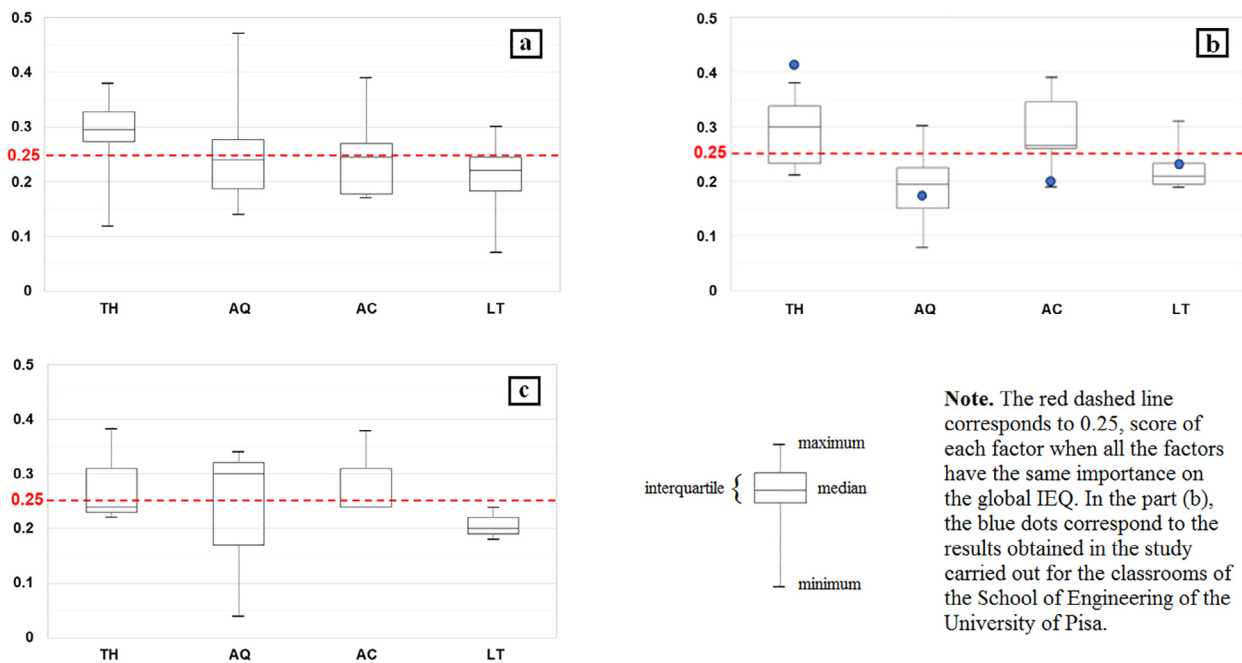 0.5
a
0.4
0.3
0.25
0.2
0.1
0
TH AQ AC LT
0.5
b
0.4
0.3
0.25
0.2
0.1
0
TH AQ AC LT
0.5
c
0.4
0.3
0.25
0.2
0.1
0
TH AQ AC LT
maximum
interquartile { median
minimum
Note. The red dashed line
corresponds to 0.25, score of
each factor when all the factors
have the same importance on
the global IEQ. In the part (b),
the blue dots correspond to the
results obtained in the study
carried out for the classrooms of
the School of Engineering of the
University of Pisa.